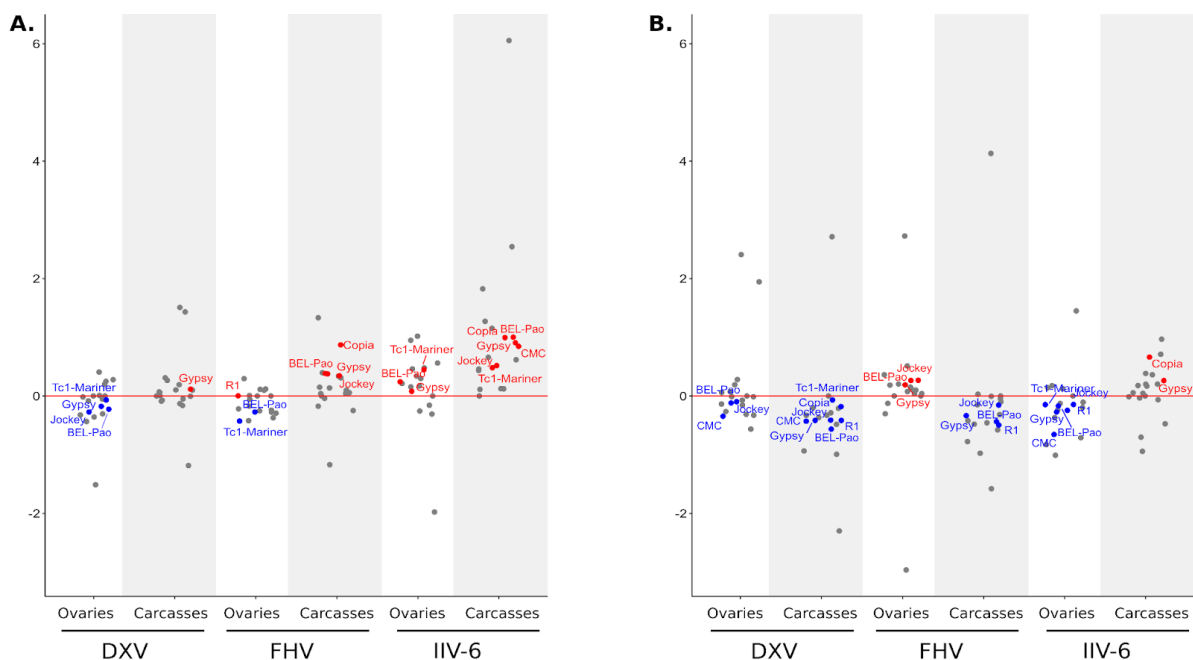 A.
6
4
2
0
-2
Tc1-Mariner
Gypsy
Jockey
BEL-Pao
Gypsy
R1
BEL-Pao
Tc1-Mariner
Copia
BEL-Pao
Gypsy
Jockey
Tc1-Mariner
BEL-Pao
Gypsy
Copia
BEL-Pao
Gypsy
CMC
Jockey
Tc1-Mariner
Ovaries Carcasses Ovaries Carcasses Ovaries Carcasses
DXV FHV IIV-6
B.
6
4
2
0
-2
BEL-Pao
Jockey
CMC
Tc1-Mariner
Copia
Jockey
CMC
R1
Gypsy
BEL-Pao
Jockey
BEL-Pao
Gypsy
Jockey
BEL-Pao
Gypsy
R1
Tc1-Mariner
Jockey
Gypsy
R1
BEL-Pao
CMC
Copia
Gypsy
Ovaries Carcasses Ovaries Carcasses Ovaries Carcasses
DXV FHV IIV-6